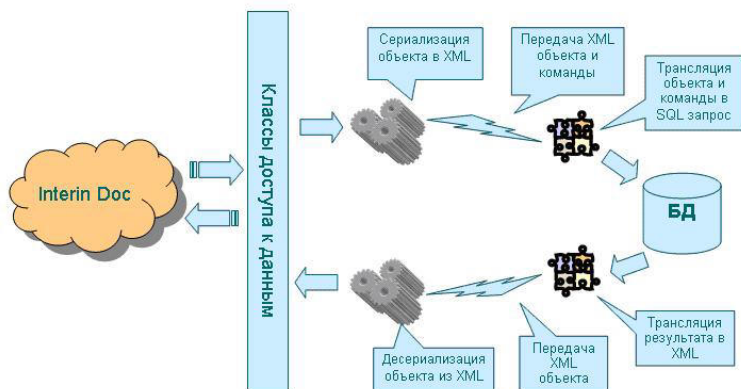 Сериализация
объекта в XML
Передача XML
объекта и
команды
Трансляция
объекта и
команды в
SQL запрос
Классы доступа к данным
Interin Doc
БД
Десериализация
объекта из XML
Передача
XML
объекта
Трансляция
результата в
XML